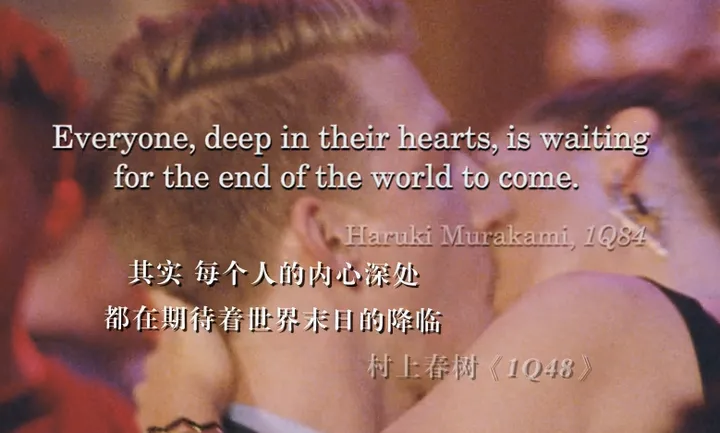 Everyone, deep in their hearts, is waiting
for the end of the world to come.
Haruki Murakami, 1Q84
其实 每个人的内心深处
都在期待着世界末日的降临
村上春树《1Q48》